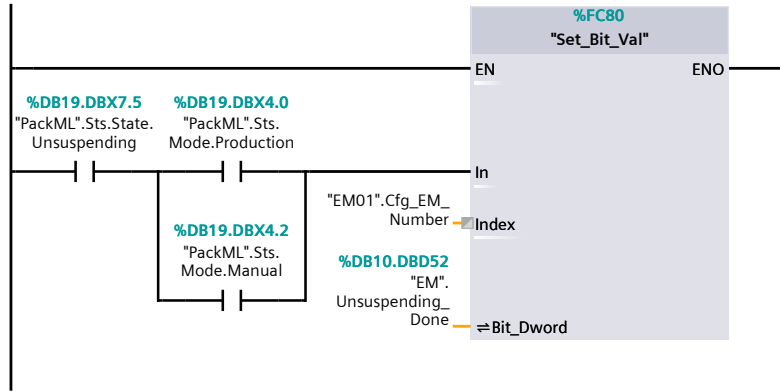 %FC80
"Set_Bit_Val"
EN
ENO
%DB19.DBX7.5
"PackML".Sts.State.
Unsuspending
%DB19.DBX4.0
"PackML".Sts.
Mode.Production
In
"EM01".Cfg_EM_
Number
Index
%DB19.DBX4.2
"PackML".Sts.
Mode.Manual
%DB10.DBD52
"EM".
Unsuspending_
Done
⇌Bit_Dword